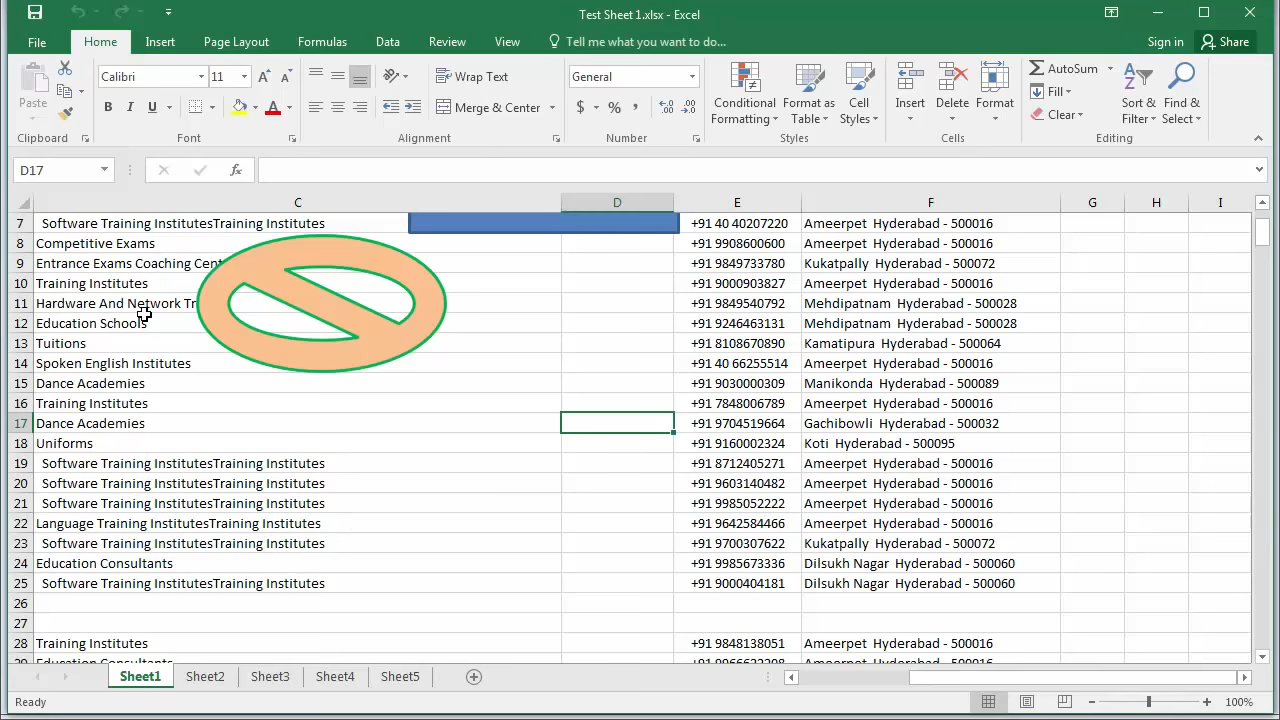 Test Sheet 1.xlsx - Excel
File Home Insert Page Layout Formulas Data Review View Tell me what you want to do... Sign in Share
Paste Calibri 11 Wrap Text General Conditional Formatting Format as Table Cell Styles Insert Delete Format AutoSum Sort & Filter Find & Select
B I U Merge & Center $ % , Fill
Clear
Clipboard Font Alignment Number Styles Cells Editing
D17 fx
C D E F G H I
7 Software Training InstitutesTraining Institutes +91 40 40207220 Ameerpet Hyderabad - 500016
8 Competitive Exams +91 9908600600 Ameerpet Hyderabad - 500016
9 Entrance Exams Coaching Cent +91 9849733780 Kukatpally Hyderabad - 500072
10 Training Institutes +91 9000903827 Ameerpet Hyderabad - 500016
11 Hardware And Network Tr +91 9849540792 Mehdipatnam Hyderabad - 500028
12 Education Schools +91 9246463131 Mehdipatnam Hyderabad - 500028
13 Tuitions +91 8108670890 Kamatipura Hyderabad - 500064
14 Spoken English Institutes +91 40 66255514 Ameerpet Hyderabad - 500016
15 Dance Academies +91 9030000309 Manikonda Hyderabad - 500089
16 Training Institutes +91 7848006789 Ameerpet Hyderabad - 500016
17 Dance Academies +91 9704519664 Gachibowli Hyderabad - 500032
18 Uniforms +91 9160002324 Koti Hyderabad - 500095
19 Software Training InstitutesTraining Institutes +91 8712405271 Ameerpet Hyderabad - 500016
20 Software Training InstitutesTraining Institutes +91 9603140482 Ameerpet Hyderabad - 500016
21 Software Training InstitutesTraining Institutes +91 9985052222 Ameerpet Hyderabad - 500016
22 Language Training InstitutesTraining Institutes +91 9642584466 Ameerpet Hyderabad - 500016
23 Software Training InstitutesTraining Institutes +91 9700307622 Kukatpally Hyderabad - 500072
24 Education Consultants +91 9985673336 Dilsukh Nagar Hyderabad - 500060
25 Software Training InstitutesTraining Institutes +91 9000404181 Dilsukh Nagar Hyderabad - 500060
26
27
28 Training Institutes +91 9848138051 Ameerpet Hyderabad - 500016
29 Education Consultants Ameerpet Hyderabad - 500016
Sheet1 Sheet2 Sheet3 Sheet4 Sheet5
Ready 100%